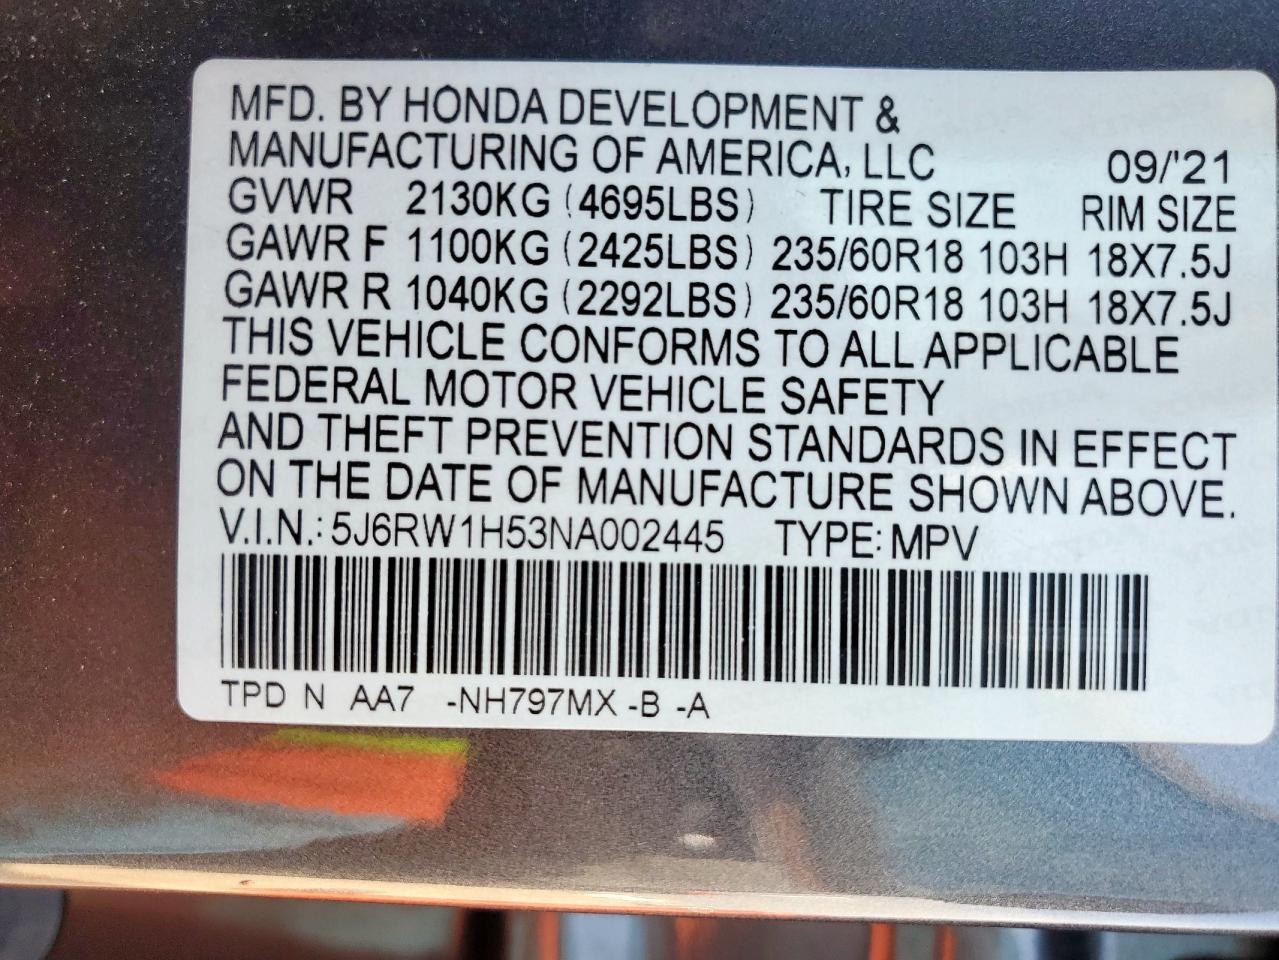 MFD. BY HONDA DEVELOPMENT &
MANUFACTURING OF AMERICA, LLC 09/'21
GVWR 2130KG (4695LBS) TIRE SIZE RIM SIZE
GAWR F 1100KG (2425LBS) 235/60R18 103H 18X7.5J
GAWR R 1040KG (2292LBS) 235/60R18 103H 18X7.5J
THIS VEHICLE CONFORMS TO ALL APPLICABLE
FEDERAL MOTOR VEHICLE SAFETY
AND THEFT PREVENTION STANDARDS IN EFFECT
ON THE DATE OF MANUFACTURE SHOWN ABOVE.
V.I.N.: 5J6RW1H53NA002445 TYPE: MPV
TPD N AA7 -NH797MX -B -A